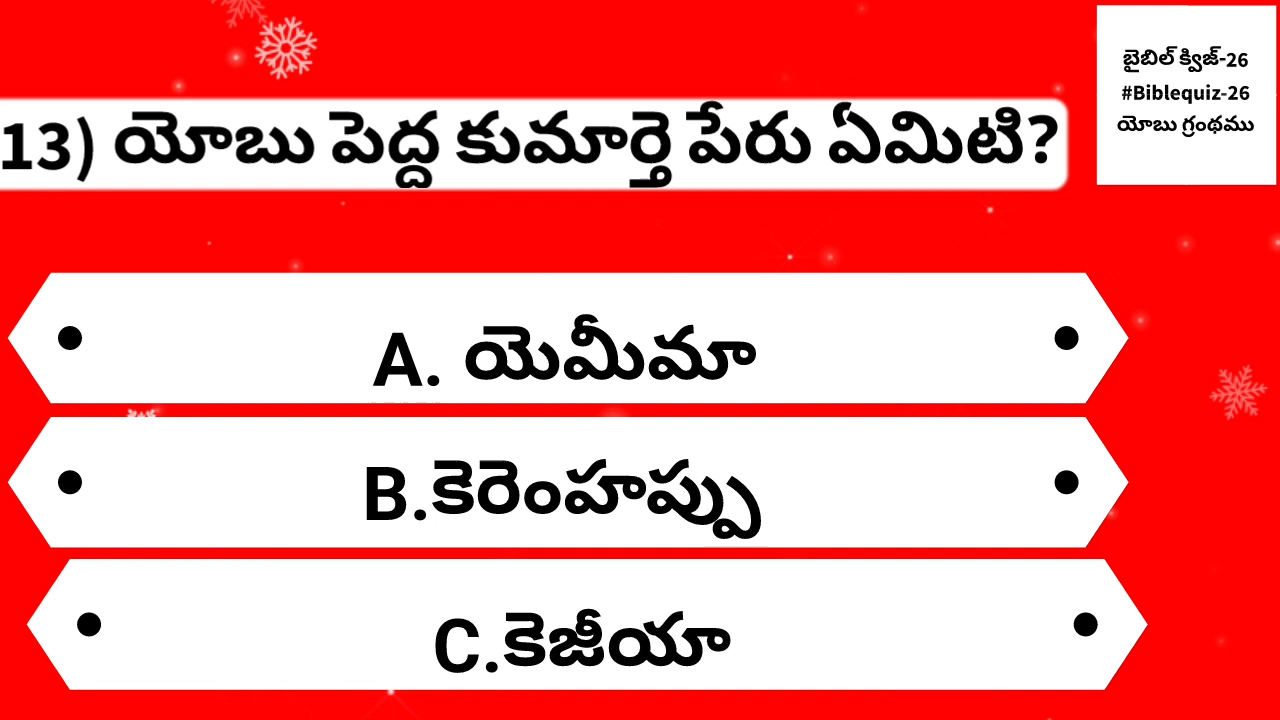 బైబిల్ క్విజ్-26
#Biblequiz-26
యోబు గ్రంథము
13) యోబు పెద్ద కుమార్తె పేరు ఏమిటి?
A. యెమీమా
B.కెరెంహప్పు
C.కెజీయా